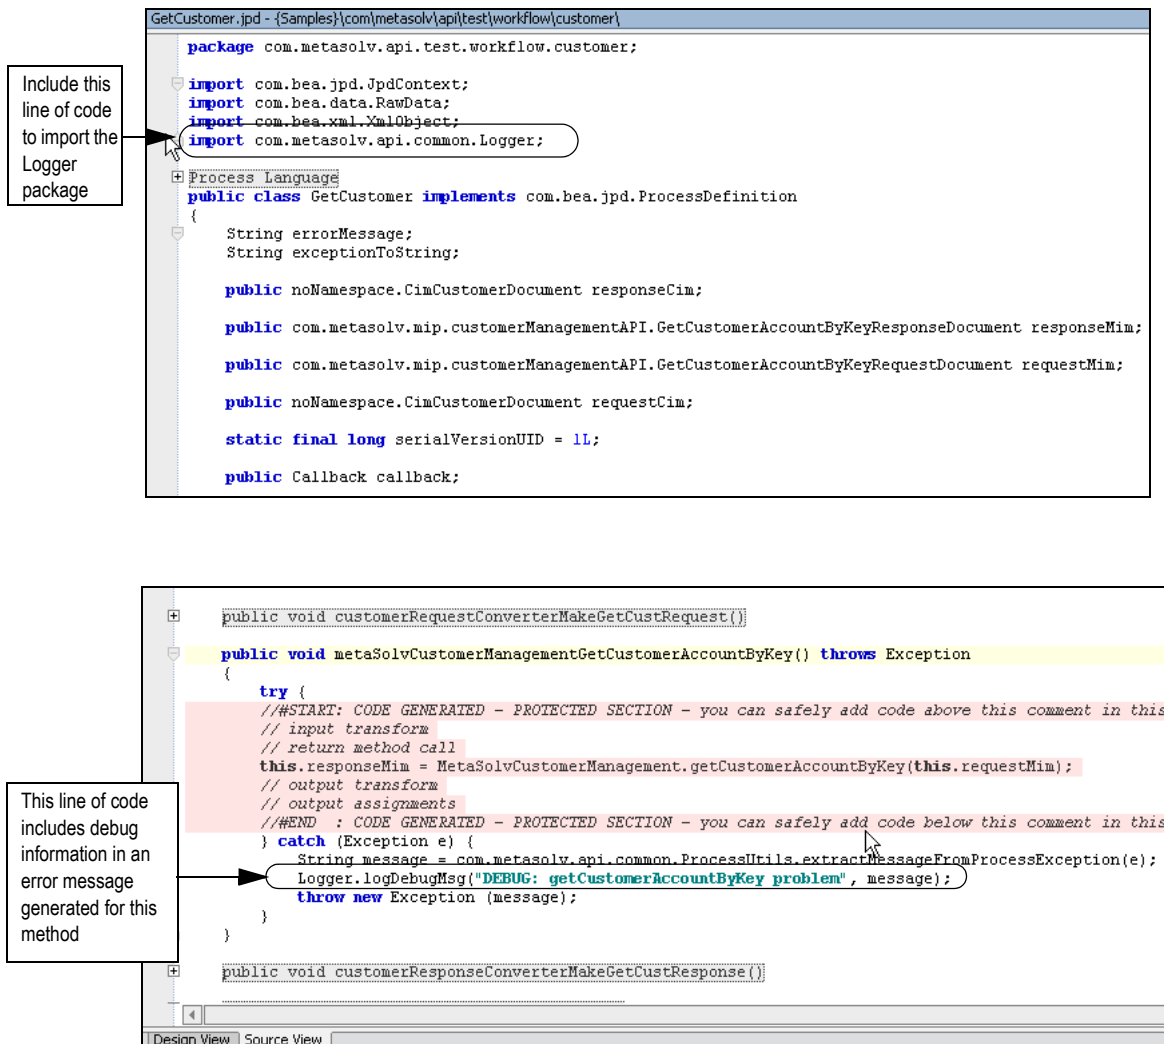 GetCustomer.jpd - {Samples}\com\metasolv\api\test\workflow\customer\
package com.metasolv.api.test.workflow.customer;
import com.bea.jpd.JpdContext;
import com.bea.data.RawData;
import com.bea.xml.XmlObject;
import com.metasolv.api.common.Logger;
Include this
line of code
to import the
Logger
package
Process Language
public class GetCustomer implements com.bea.jpd.ProcessDefinition
{
String errorMessage;
String exceptionToString;
public noNamespace.CimCustomerDocument responseCim;
public com.metasolv.mip.customerManagementAPI.GetCustomerAccountByKeyResponseDocument responseMim;
public com.metasolv.mip.customerManagementAPI.GetCustomerAccountByKeyRequestDocument requestMim;
public noNamespace.CimCustomerDocument requestCim;
static final long serialVersionUID = 1L;
public Callback callback;
public void customerRequestConverterMakeGetCustRequest()
public void metaSolvCustomerManagementGetCustomerAccountByKey() throws Exception
{
try {
//#START: CODE GENERATED - PROTECTED SECTION - you can safely add code above this comment in this
// input transform
// return method call
this.responseMim = MetaSolvCustomerManagement.getCustomerAccountByKey(this.requestMim);
// output transform
// output assignments
//#END  : CODE GENERATED - PROTECTED SECTION - you can safely add code below this comment in this
} catch (Exception e) {
String message = com.metasolv.api.common.ProcessUtils.extractMessageFromProcessException(e);
Logger.logDebugMsg("DEBUG: getCustomerAccountByKey problem", message);
throw new Exception (message);
}
}
This line of code
includes debug
information in an
error message
generated for this
method
public void customerResponseConverterMakeGetCustResponse()
Design View Source View